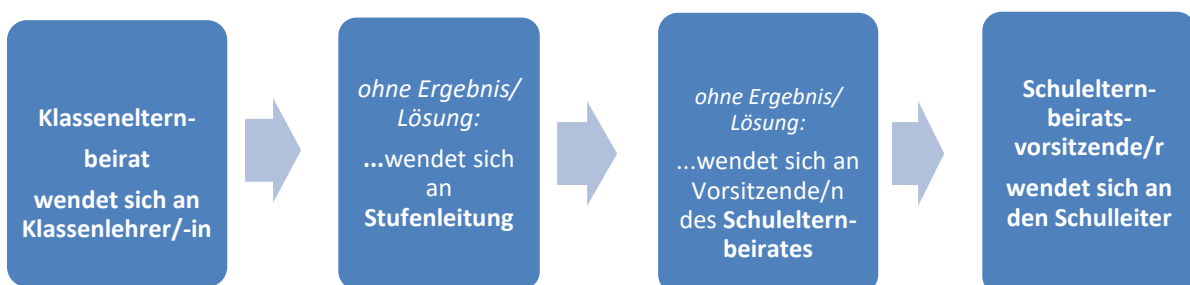 Klasseneltern-
beirat
wendet sich an
Klassenlehrer/-in
ohne Ergebnis/
Lösung:
...wendet sich
an
Stufenleitung
ohne Ergebnis/
Lösung:
...wendet sich an
Vorsitzende/n
des Schuleltern-
beirates
Schuleltern-
beirats-
vorsitzende/r
wendet sich an
den Schulleiter